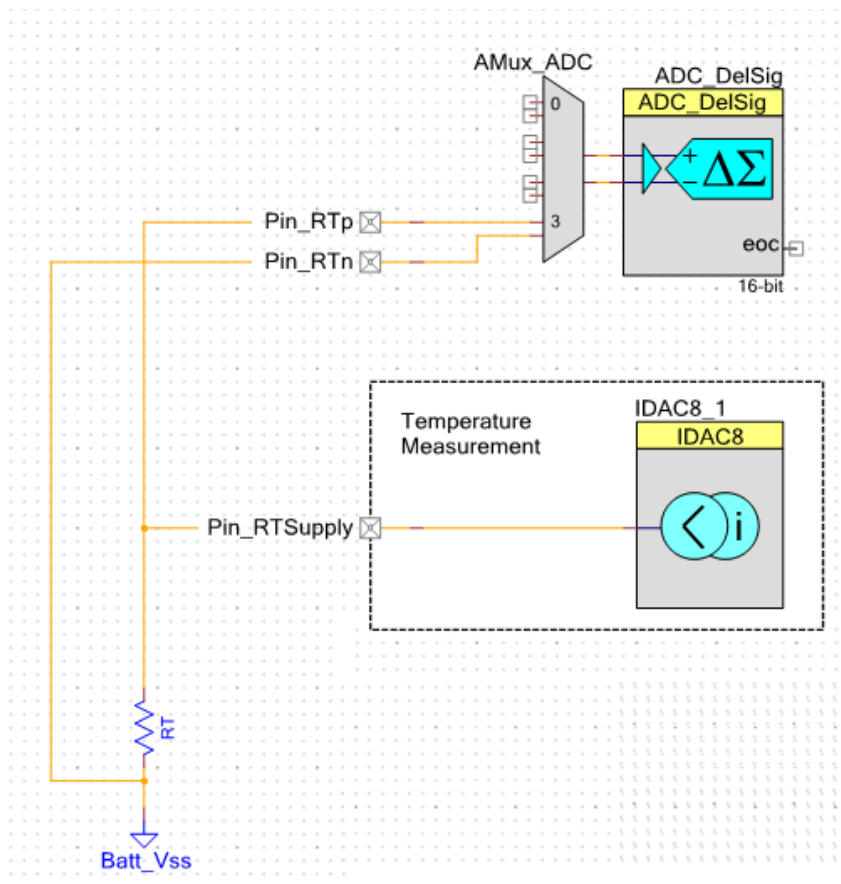 AMux_ADC
ADC_DelSig
ADC_DelSig
0
+
ΔΣ
−
Pin_RTp
3
Pin_RTn
eoc
16-bit
Temperature
Measurement
IDAC8_1
IDAC8
Pin_RTSupply
i
RT
Batt_Vss